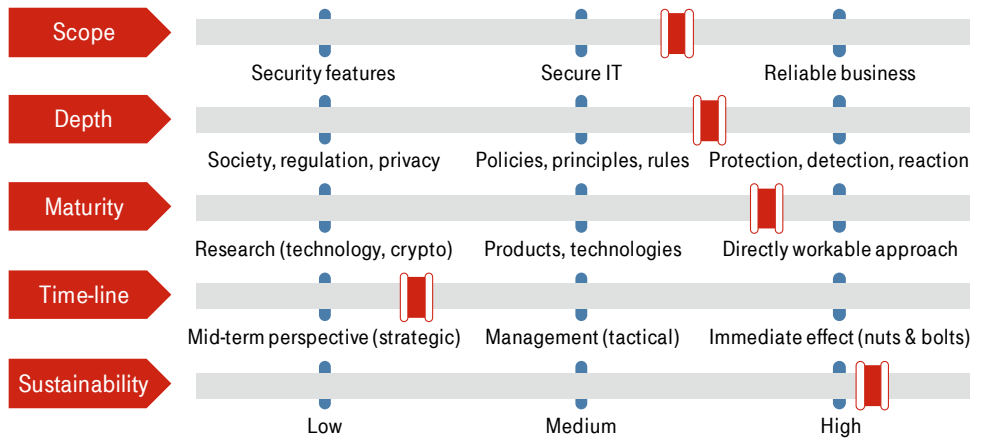 Scope
Security features Secure IT Reliable business
Depth
Society, regulation, privacy Policies, principles, rules Protection, detection, reaction
Maturity
Research (technology, crypto) Products, technologies Directly workable approach
Time-line
Mid-term perspective (strategic) Management (tactical) Immediate effect (nuts & bolts)
Sustainability
Low Medium High